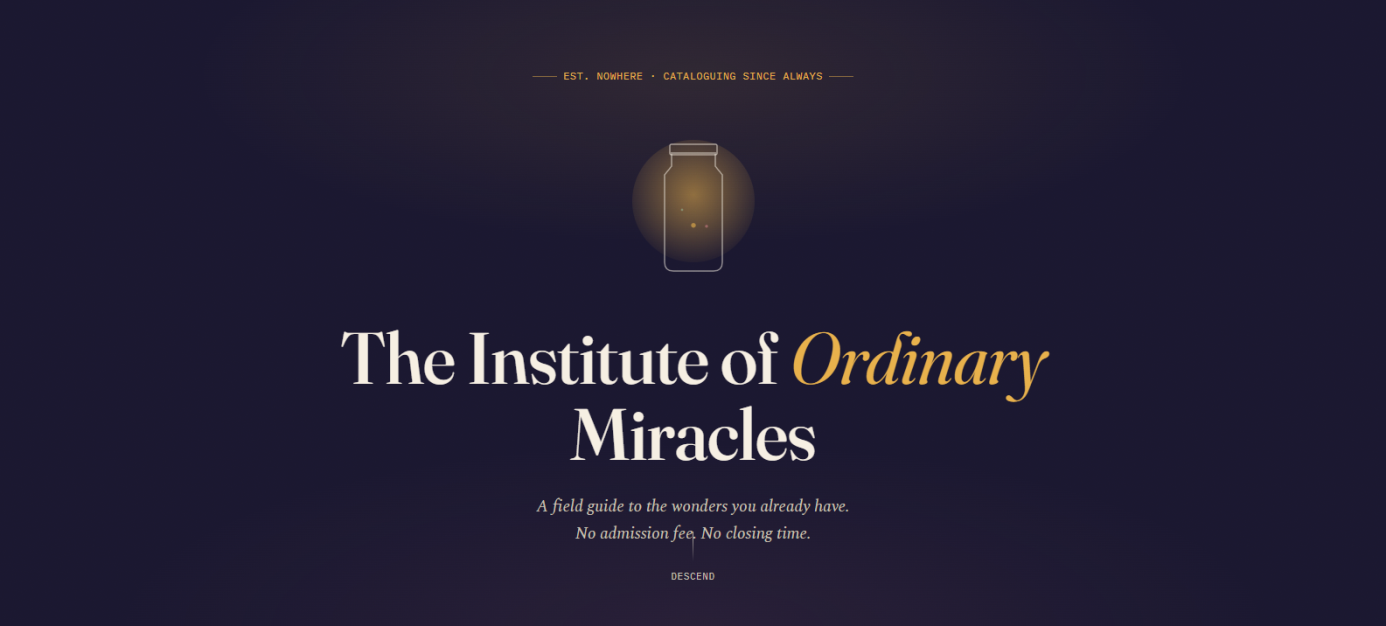 EST. NOWHERE · CATALOGUING SINCE ALWAYS
The Institute of Ordinary
Miracles
A field guide to the wonders you already have.
No admission fee. No closing time.
DESCEND